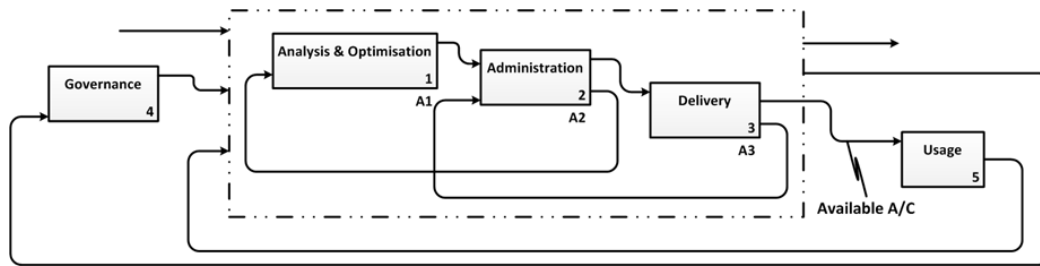 Analysis & Optimisation
1
A1
Administration
2
A2
Governance
4
Delivery
3
A3
Usage
5
Available A/C